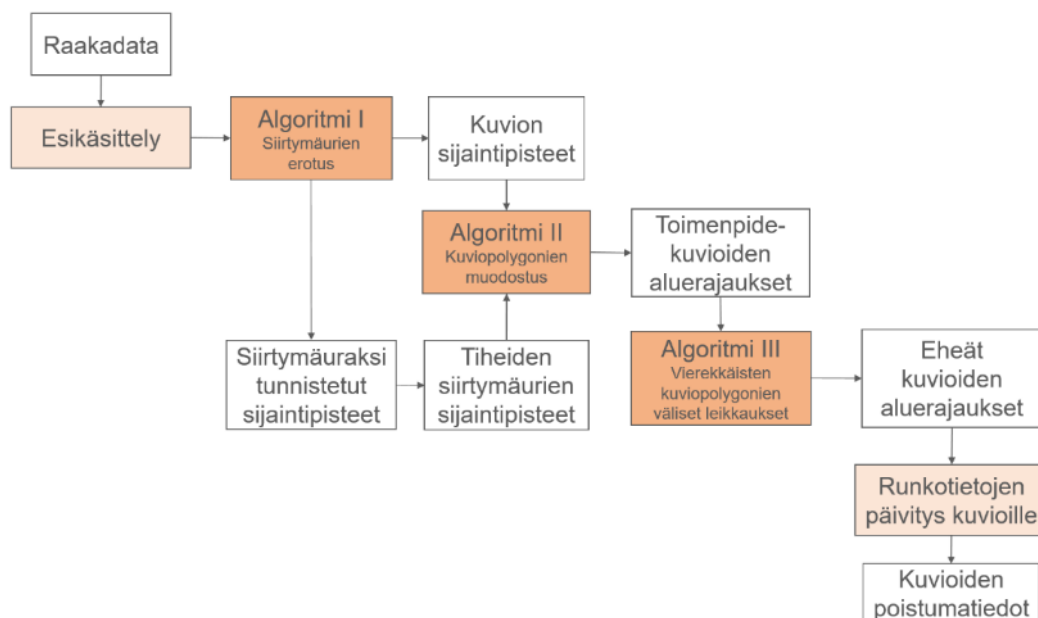 Raakadata
Esikäsittely
Algoritmi I
Siirtymäurien
erotus
Kuvion
sijaintipisteet
Algoritmi II
Kuviopolygonien
muodostus
Toimenpide-
kuvioiden
aluerajaukset
Siirtymäuraksi
tunnistetut
sijaintipisteet
Tiheiden
siirtymäurien
sijaintipisteet
Algoritmi III
Vierekkäisten
kuviopolygonien
väliset leikkaukset
Eheät
kuvioiden
aluerajaukset
Runkotietojen
päivitys kuvioille
Kuvioiden
poistumatiedot